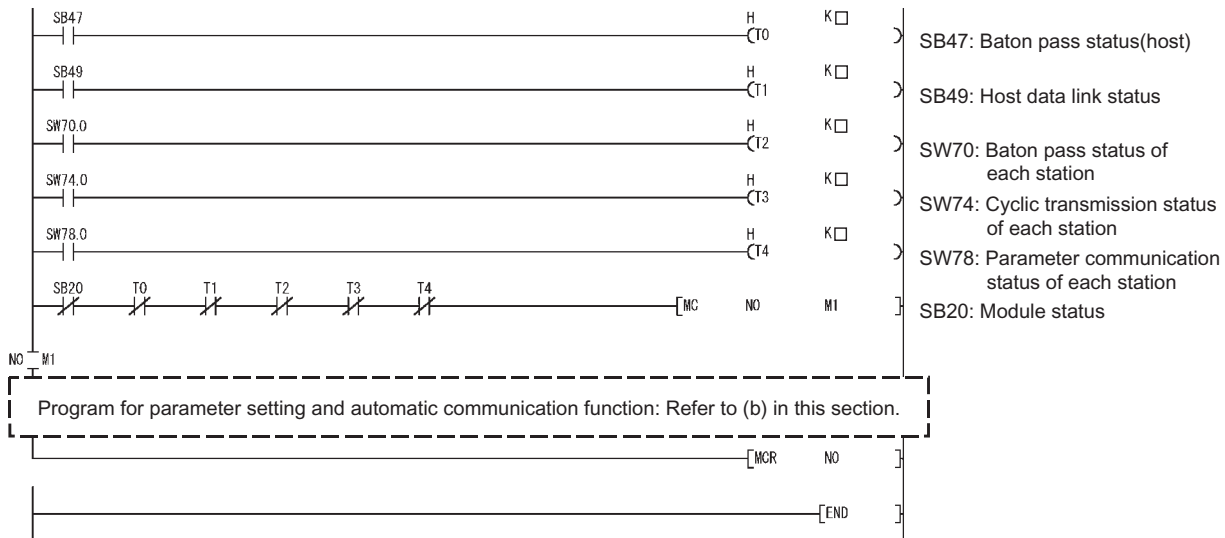 SB47 H K□
(T0 )
SB47: Baton pass status(host)
SB49 H K□
(T1 )
SB49: Host data link status
SW70.0 H K□
(T2 )
SW70: Baton pass status of
each station
SW74.0 H K□
(T3 )
SW74: Cyclic transmission status
of each station
SW78.0 H K□
(T4 )
SW78: Parameter communication
status of each station
SB20 T0 T1 T2 T3 T4
[MC N0 M1 ]
SB20: Module status
N0 M1
Program for parameter setting and automatic communication function: Refer to (b) in this section.
[MCR N0 ]
[END ]